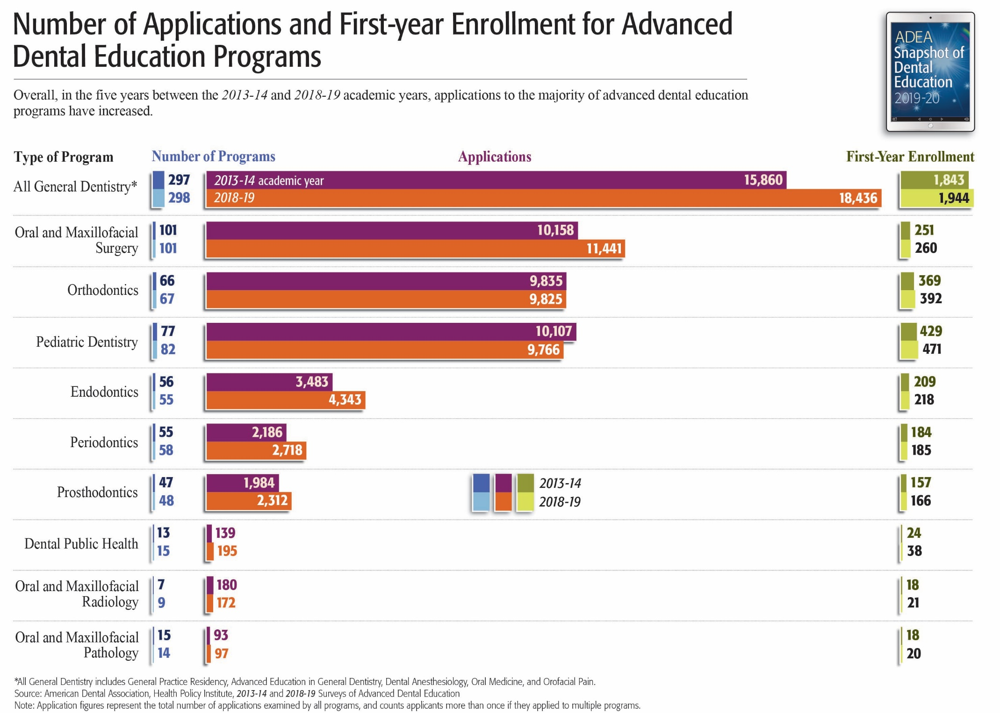 Number of Applications and First-year Enrollment for Advanced
Dental Education Programs
ADEA
Snapshot of
Dental
Education
2019-20
Overall, in the five years between the 2013-14 and 2018-19 academic years, applications to the majority of advanced dental education
programs have increased.
Type of Program Number of Programs Applications First-Year Enrollment
All General Dentistry*
297 2013-14 academic year 15,860 1,843
298 2018-19 18,436 1,944
Oral and Maxillofacial
Surgery
101 10,158 251
101 11,441 260
Orthodontics
66 9,835 369
67 9,825 392
Pediatric Dentistry
77 10,107 429
82 9,766 471
Endodontics
56 3,483 209
55 4,343 218
Periodontics
55 2,186 184
58 2,718 185
Prosthodontics
47 1,984 157
48 2,312 166
2013-14
2018-19
Dental Public Health
13 139 24
15 195 38
Oral and Maxillofacial
Radiology
7 180 18
9 172 21
Oral and Maxillofacial
Pathology
15 93 18
14 97 20
*All General Dentistry includes General Practice Residency, Advanced Education in General Dentistry, Dental Anesthesiology, Oral Medicine, and Orofacial Pain.
Source: American Dental Association, Health Policy Institute, 2013-14 and 2018-19 Surveys of Advanced Dental Education
Note: Application figures represent the total number of applications examined by all programs, and counts applicants more than once if they applied to multiple programs.